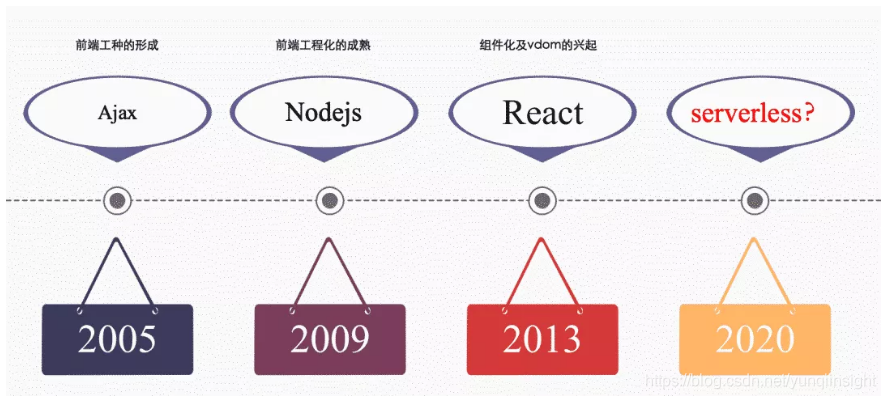 前端工种的形成
前端工程化的成熟
组件化及vdom的兴起
Ajax
Nodejs
React
serverless？
2005
2009
2013
2020
https://blog.csdn.net/yunqiinsight